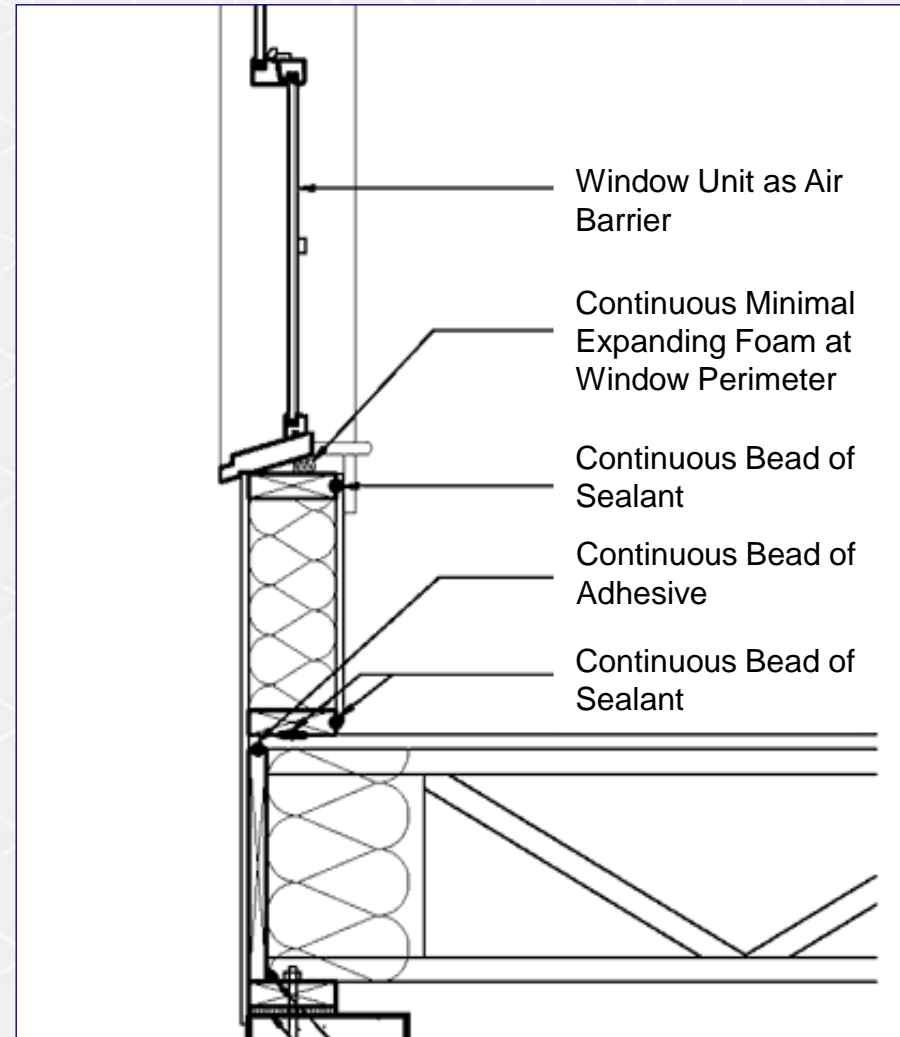 Window Unit as Air
Barrier
Continuous Minimal
Expanding Foam at
Window Perimeter
Continuous Bead of
Sealant
Continuous Bead of
Adhesive
Continuous Bead of
Sealant